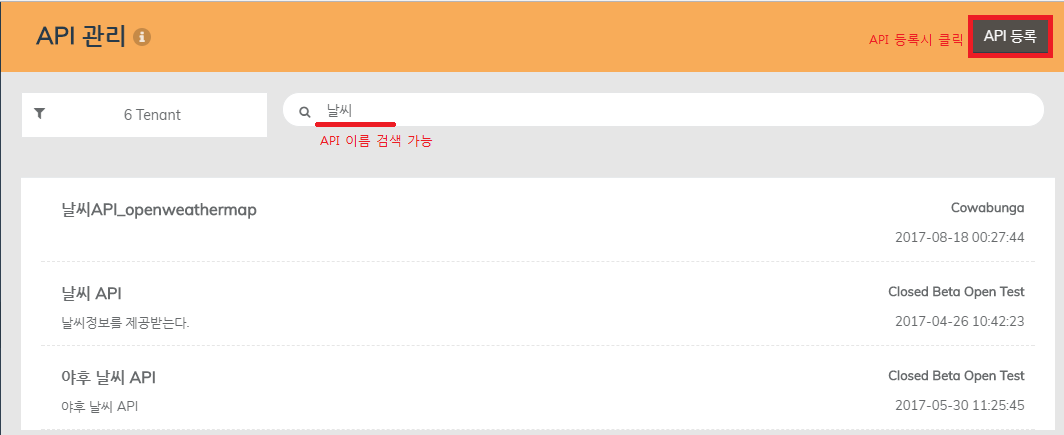 API 관리
API 등록시 클릭
API 등록
6 Tenant
날씨
API 이름 검색 가능
날씨API_openweathermap
Cowabunga
2017-08-18 00:27:44
날씨 API
Closed Beta Open Test
날씨정보를 제공받는다.
2017-04-26 10:42:23
야후 날씨 API
Closed Beta Open Test
야후 날씨 API
2017-05-30 11:25:45